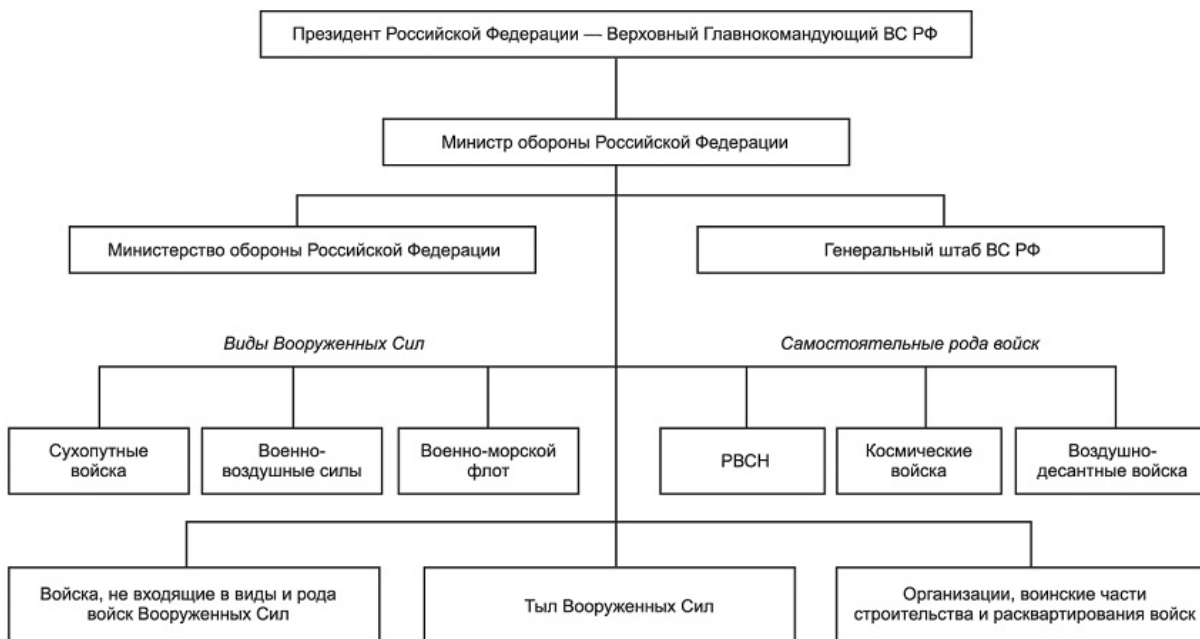 Президент Российской Федерации — Верховный Главнокомандующий ВС РФ
Министр обороны Российской Федерации
Министерство обороны Российской Федерации
Генеральный штаб ВС РФ
Виды Вооруженных Сил
Самостоятельные рода войск
Сухопутные
войска
Военно-
воздушные силы
Военно-морской
флот
РВСН
Космические
войска
Воздушно-
десантные войска
Войска, не входящие в виды и рода
войск Вооруженных Сил
Тыл Вооруженных Сил
Организации, воинские части
строительства и расквартирования войск